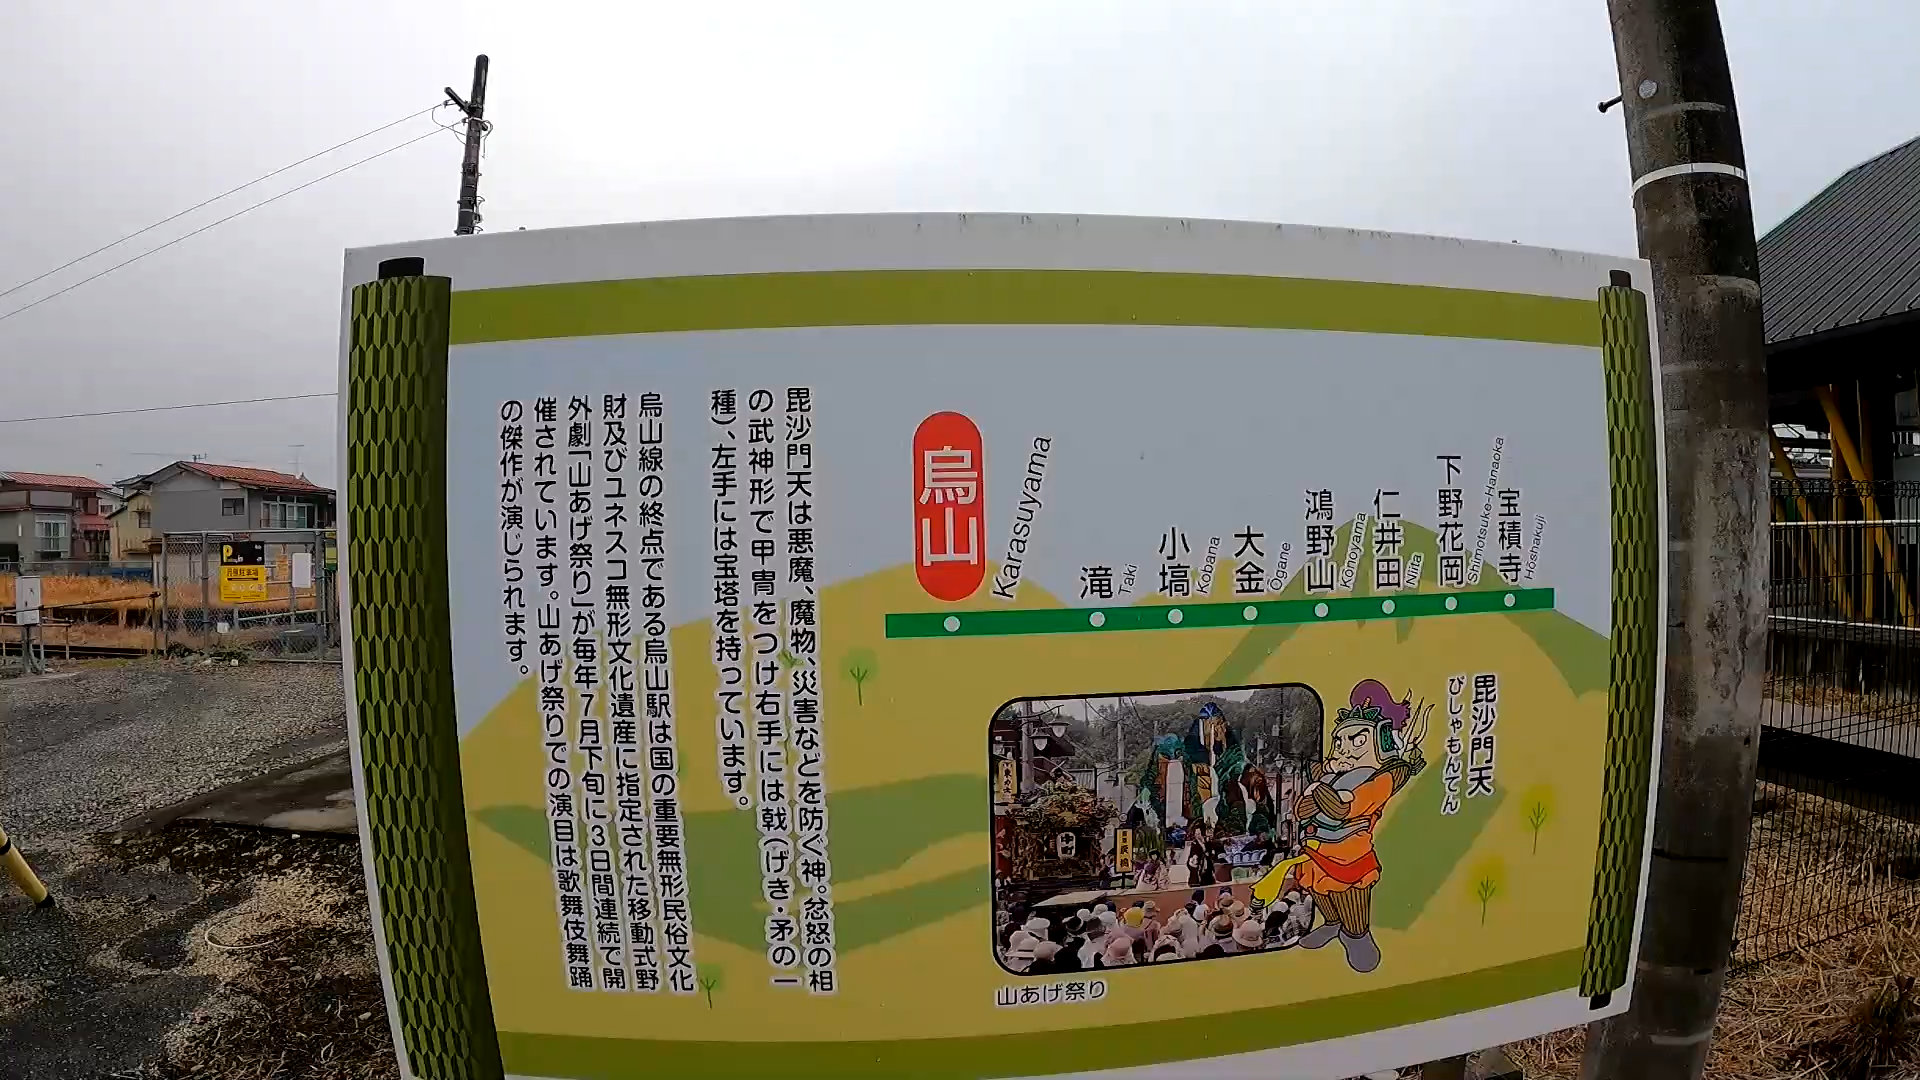 烏山
Karasuyama
滝
Taki
小塙
Kobana
大金
Ōgane
鴻野山
Kōnoyama
仁井田
Niita
下野花岡
Shimotsuke-Hanaoka
宝積寺
Hōshakuji
毘沙門天
びしゃもんてん
毘沙門天は悪魔、魔物、災害などを防ぐ神。忿怒の相
の武神形で甲冑をつけ右手には戟(げき・矛の一
種)、左手には宝塔を持っています。
烏山線の終点である烏山駅は国の重要無形民俗文化
財及びユネスコ無形文化遺産に指定された移動式野
外劇「山あげ祭り」が毎年7月下旬に3日間連続で開
催されています。山あげ祭りでの演目は歌舞伎舞踊
の傑作が演じられます。
山あげ祭り